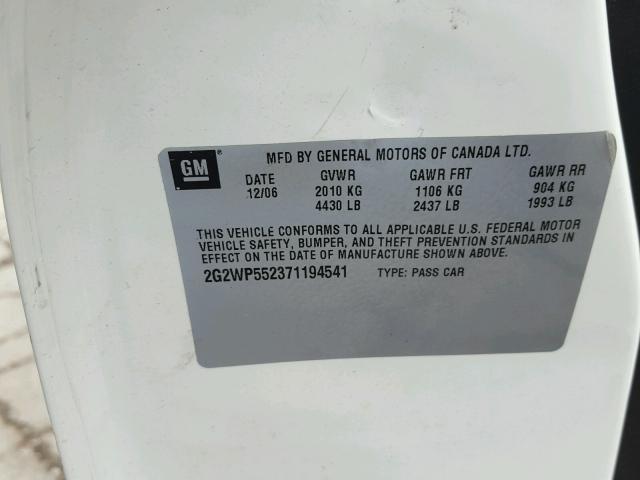 GM
®
MFD BY GENERAL MOTORS OF CANADA LTD.
DATE GVWR GAWR FRT GAWR RR
12/06 2010 KG 1106 KG 904 KG
4430 LB 2437 LB 1993 LB
THIS VEHICLE CONFORMS TO ALL APPLICABLE U.S. FEDERAL MOTOR
VEHICLE SAFETY, BUMPER, AND THEFT PREVENTION STANDARDS IN
EFFECT ON THE DATE OF MANUFACTURE SHOWN ABOVE.
2G2WP552371194541 TYPE: PASS CAR